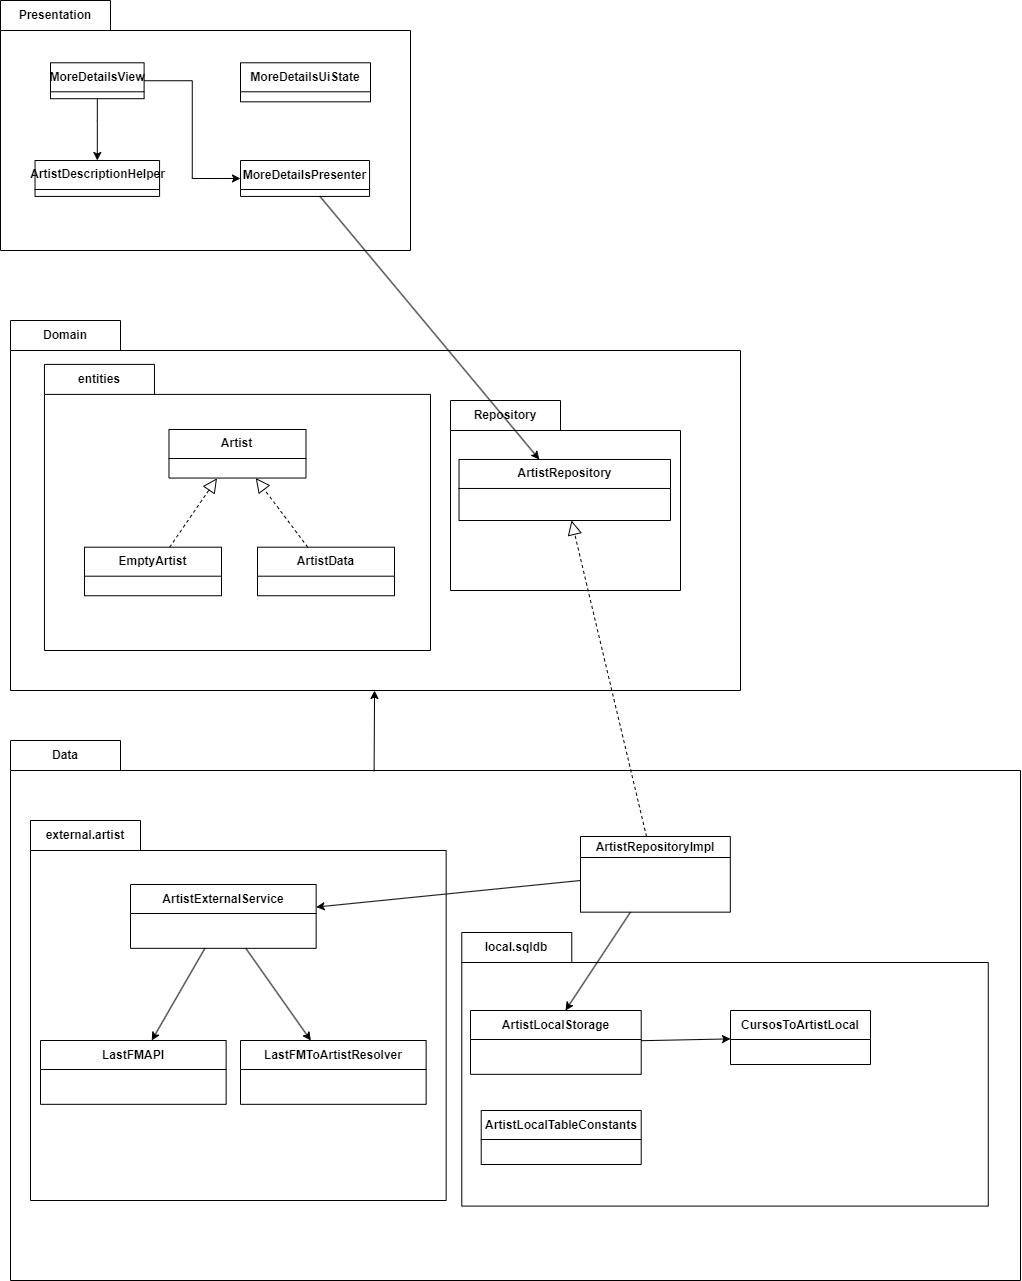 Presentation
MoreDetailsView
MoreDetailsUiState
ArtistDescriptionHelper
MoreDetailsPresenter
Domain
entities
Artist
EmptyArtist
ArtistData
Repository
ArtistRepository
Data
external.artist
ArtistRepositoryImpl
ArtistExternalService
LastFMAPI
LastFMToArtistResolver
local.sqldb
ArtistLocalStorage
CursosToArtistLocal
ArtistLocalTableConstants